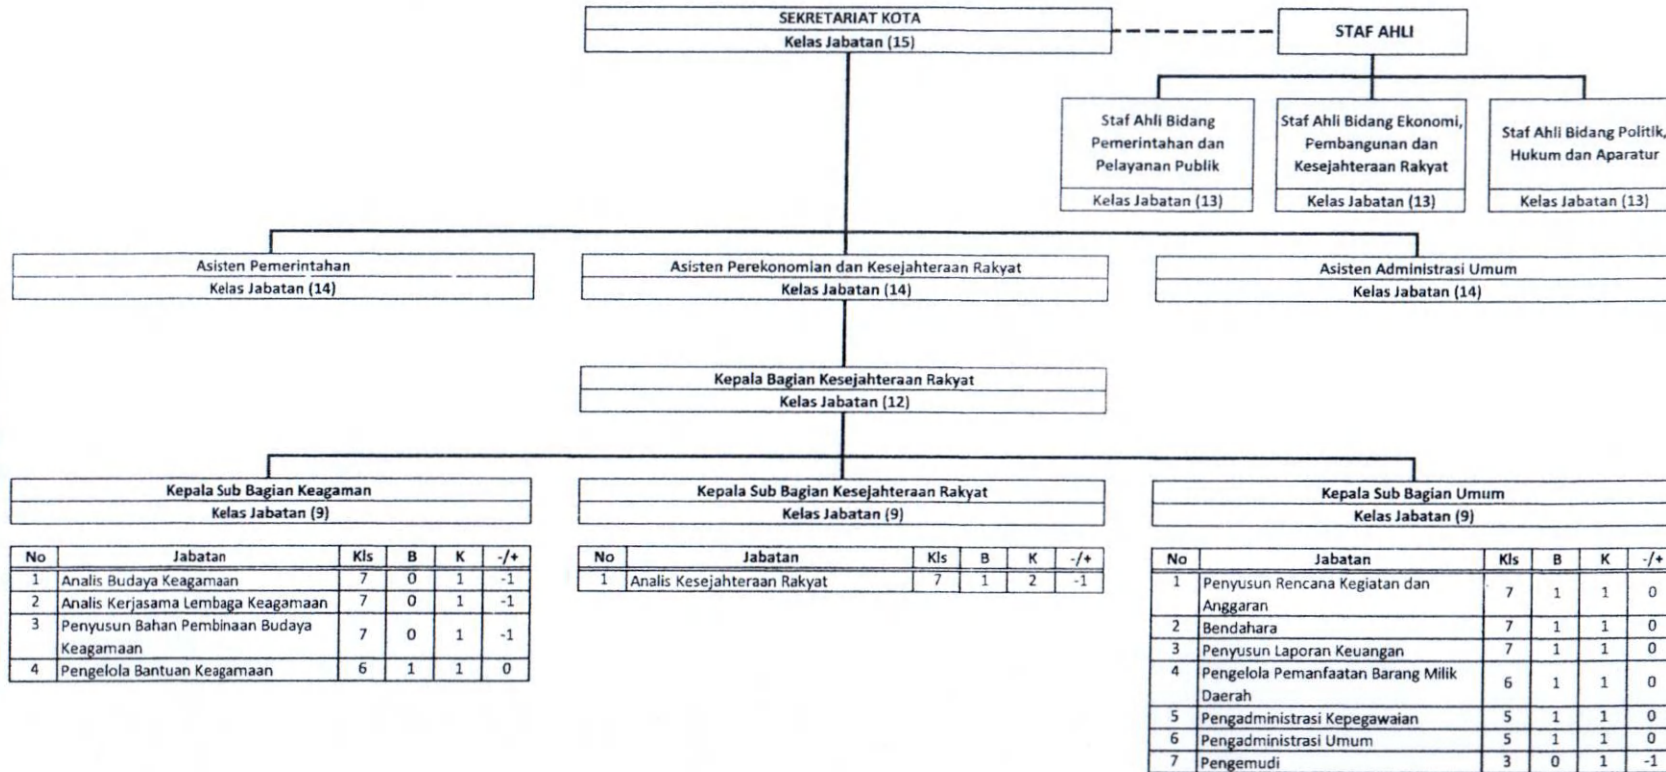 SEKRETARIAT KOTA
Kelas Jabatan (15)
STAF AHLI
Staf Ahli Bidang
Pemerintahan dan
Pelayanan Publik
Kelas Jabatan (13)
Staf Ahli Bidang Ekonomi,
Pembangunan dan
Kesejahteraan Rakyat
Kelas Jabatan (13)
Staf Ahli Bidang Politik,
Hukum dan Aparatur
Kelas Jabatan (13)
Asisten Pemerintahan
Kelas Jabatan (14)
Asisten Perekonomian dan Kesejahteraan Rakyat
Kelas Jabatan (14)
Asisten Administrasi Umum
Kelas Jabatan (14)
Kepala Bagian Kesejahteraan Rakyat
Kelas Jabatan (12)
Kepala Sub Bagian Keagaman
Kelas Jabatan (9)
No Jabatan Kls B K -/+
1 Analis Budaya Keagamaan 7 0 1 -1
2 Analis Kerjasama Lembaga Keagamaan 7 0 1 -1
3 Penyusun Bahan Pembinaan Budaya
Keagamaan 7 0 1 -1
4 Pengelola Bantuan Keagamaan 6 1 1 0
Kepala Sub Bagian Kesejahteraan Rakyat
Kelas Jabatan (9)
No Jabatan Kls B K -/+
1 Analis Kesejahteraan Rakyat 7 1 2 -1
Kepala Sub Bagian Umum
Kelas Jabatan (9)
No Jabatan Kls B K -/+
1 Penyusun Rencana Kegiatan dan
Anggaran 7 1 1 0
2 Bendahara 7 1 1 0
3 Penyusun Laporan Keuangan 7 1 1 0
4 Pengelola Pemanfaatan Barang Milik
Daerah 6 1 1 0
5 Pengadministrasi Kepegawaian 5 1 1 0
6 Pengadministrasi Umum 5 1 1 0
7 Pengemudi 3 0 1 -1